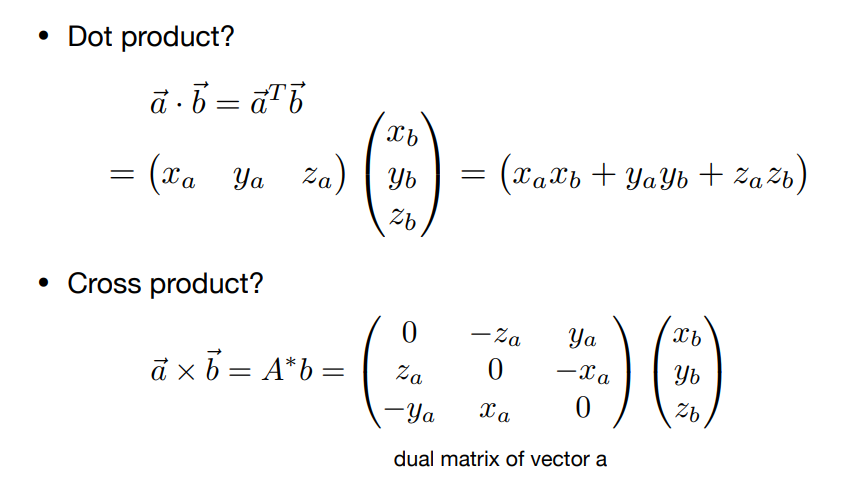 • Dot product?
$\vec{a} \cdot \vec{b} = \vec{a}^T \vec{b}$
$= \begin{pmatrix} x_a & y_a & z_a \end{pmatrix} \begin{pmatrix} x_b \\ y_b \\ z_b \end{pmatrix} = \begin{pmatrix} x_a x_b + y_a y_b + z_a z_b \end{pmatrix}$
• Cross product?
$\vec{a} \times \vec{b} = A^* b = \begin{pmatrix} 0 & -z_a & y_a \\ z_a & 0 & -x_a \\ -y_a & x_a & 0 \end{pmatrix} \begin{pmatrix} x_b \\ y_b \\ z_b \end{pmatrix}$
dual matrix of vector a